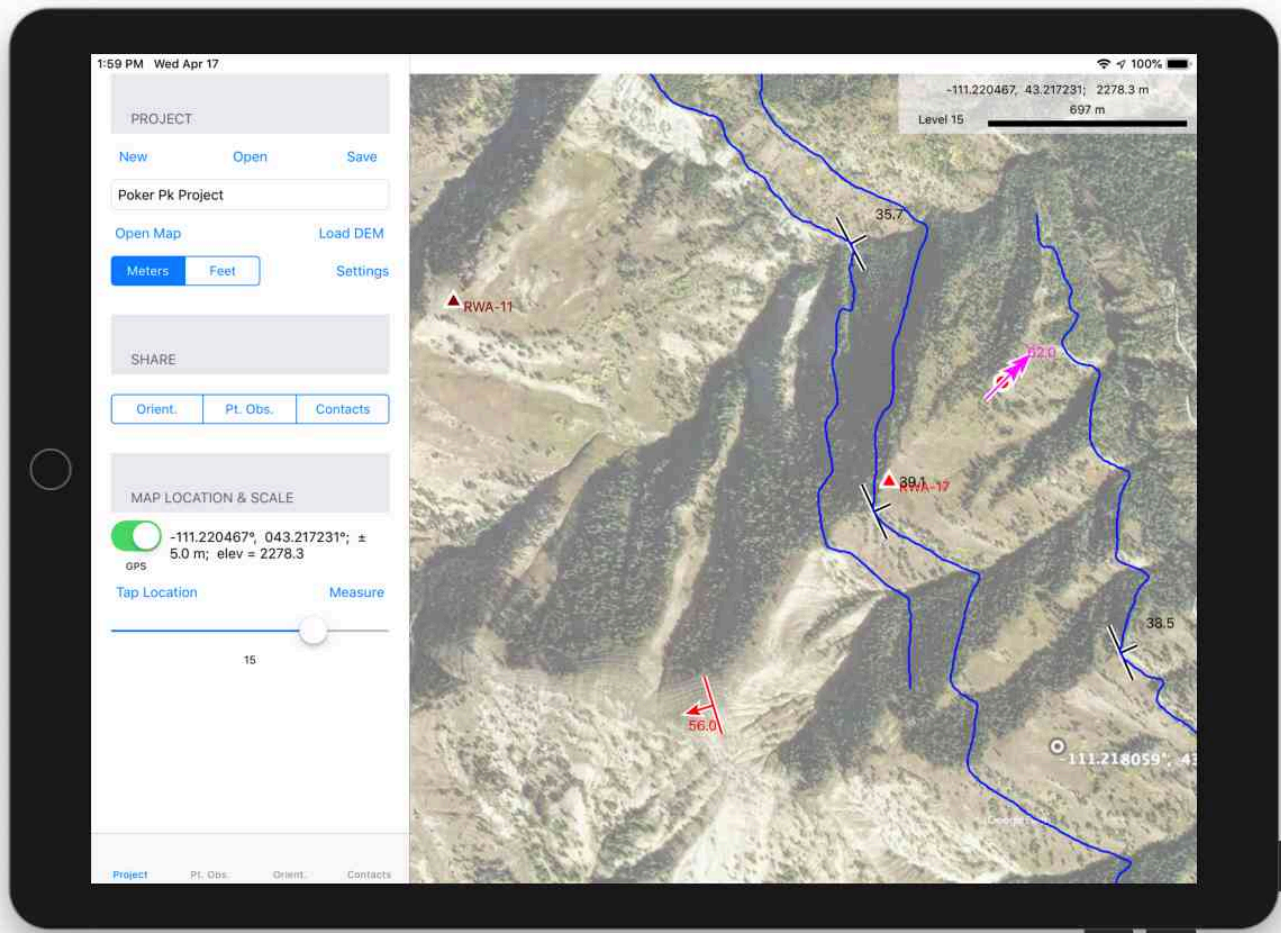 1:59 PM Wed Apr 17
100%
PROJECT
New Open Save
Poker Pk Project
Open Map Load DEM
Meters Feet Settings
SHARE
Orient. Pt. Obs. Contacts
MAP LOCATION & SCALE
-111.220467°, 043.217231°; ±
5.0 m; elev = 2278.3
GPS
Tap Location Measure
15
Project Pt. Obs. Orient. Contacts
-111.220467, 43.217231; 2278.3 m
697 m
Level 15
35.7
RWA-11
62.0
39.1
RWA-17
38.5
56.0
-111.218059°, 43